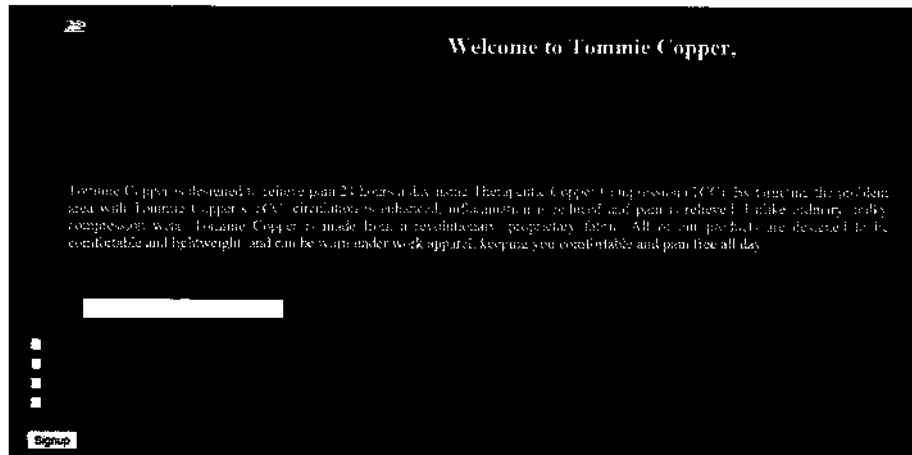 Welcome to Tommie Copper,
Tommie Copper is designed to relieve pain 24 hours a day using Therapeutic Copper Compression (TCC). By targeting the problem
area with Tommie Copper's TCC circulation is enhanced, inflammation is reduced and pain is relieved. Unlike ordinary, bulky
compression wear, Tommie Copper is made from a revolutionary, proprietary fabric. All of our products are designed to be
comfortable and lightweight, and can be worn under work apparel, keeping you comfortable and pain free all day
Signup